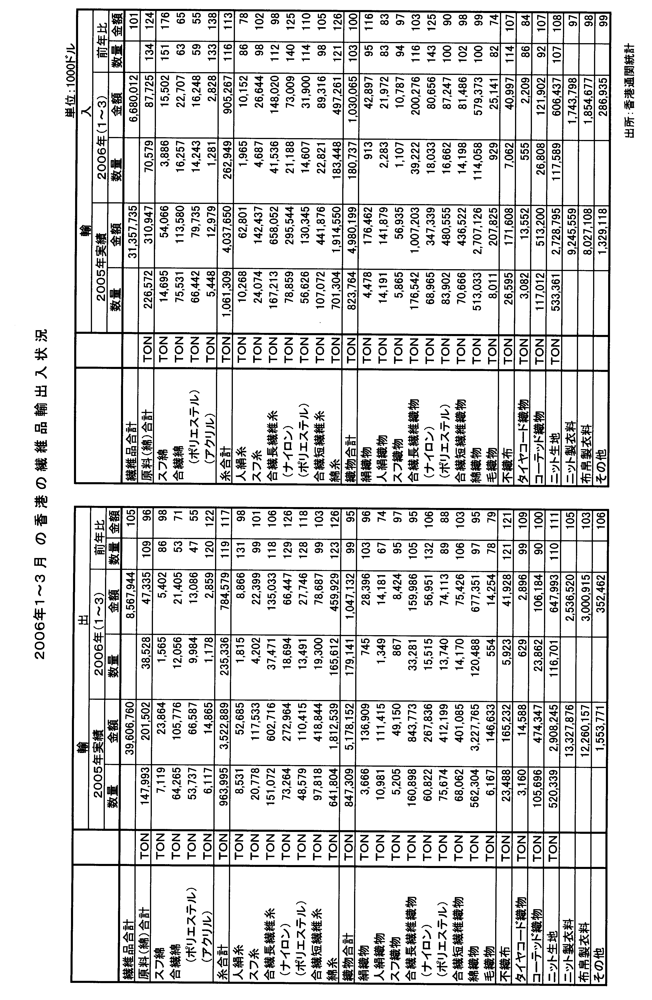 2006年1~3月 の香港の繊維品輸出入状況
単位：1000ドル
輸 出
2005年実績 2006年(1～3) 前年比
数量 金額 数量 金額 数量 金額
繊維品合計 39,606,760 8,567,944 105
原料(綿)合計 TON 147,993 201,502 38,528 47,335 109 96
スフ綿 TON 7,119 23,864 1,565 5,402 86 98
合繊綿 TON 64,265 105,776 12,056 21,405 53 71
(ポリエステル) TON 53,737 66,587 9,984 13,086 47 55
(アクリル) TON 6,117 14,865 1,178 2,859 120 122
糸合計 TON 963,995 3,522,889 235,336 784,579 119 117
人絹糸 TON 8,531 52,685 1,815 8,866 131 98
スフ糸 TON 20,778 117,533 4,202 22,399 99 101
合繊長繊維糸 TON 151,072 602,716 37,471 135,033 118 106
(ナイロン) TON 73,264 272,964 18,694 66,447 129 126
(ポリエステル) TON 48,579 110,415 13,491 27,746 128 118
合繊短繊維糸 TON 97,818 418,844 19,300 78,687 99 103
綿糸 TON 641,804 1,812,539 165,612 459,929 123 126
織物合計 TON 847,309 5,178,152 179,141 1,047,132 99 95
絹織物 TON 3,666 136,909 745 28,396 103 96
人絹織物 TON 10,981 111,415 1,349 14,181 67 74
スフ織物 TON 5,205 49,150 867 8,424 95 97
合繊長繊維織物 TON 160,898 843,773 33,281 159,986 105 95
(ナイロン) TON 60,822 267,836 15,515 56,951 132 106
(ポリエステル) TON 75,674 412,199 13,740 74,113 89 88
合繊短繊維織物 TON 68,062 401,085 14,170 75,426 106 103
綿織物 TON 562,304 3,227,765 120,488 677,351 97 95
毛織物 TON 6,167 146,633 554 14,254 78 79
不織布 TON 23,488 165,232 5,923 41,928 121 121
タイヤコード織物 TON 3,160 14,588 629 2,896 99 109
コーテッド織物 TON 105,696 474,347 23,862 106,184 90 100
ニット生地 TON 520,339 2,908,245 116,701 647,993 110 111
ニット製衣料 13,327,876 2,536,520 105
布帛製衣料 12,260,157 3,000,915 103
その他 1,553,771 352,462 106
輸 入
2005年実績 2006年(1～3) 前年比
数量 金額 数量 金額 数量 金額
繊維品合計 31,357,735 6,680,012 101
原料(綿)合計 TON 226,572 310,947 70,579 87,725 134 124
スフ綿 TON 14,695 54,066 3,886 15,502 151 176
合繊綿 TON 75,531 113,580 16,257 22,707 63 65
(ポリエステル) TON 66,442 79,735 14,243 16,248 59 55
(アクリル) TON 5,448 12,979 1,281 2,828 133 138
糸合計 TON 1,061,309 4,037,650 262,949 905,267 116 113
人絹糸 TON 10,268 62,801 1,965 10,152 86 78
スフ糸 TON 24,074 142,437 4,687 26,644 98 102
合繊長繊維糸 TON 167,213 658,052 41,536 148,020 112 98
(ナイロン) TON 78,859 295,544 21,188 73,009 140 125
(ポリエステル) TON 56,626 130,345 14,607 31,900 114 110
合繊短繊維糸 TON 107,072 441,876 22,821 89,316 98 105
綿糸 TON 701,304 1,914,550 183,448 497,261 121 126
織物合計 TON 823,764 4,980,199 180,737 1,030,065 103 100
絹織物 TON 4,478 176,462 913 42,897 95 116
人絹織物 TON 14,191 141,879 2,283 21,972 83 83
スフ織物 TON 5,865 56,935 1,107 10,787 94 97
合繊長繊維織物 TON 176,542 1,007,203 39,222 200,276 116 103
(ナイロン) TON 68,965 347,339 18,033 80,656 143 125
(ポリエステル) TON 83,902 480,555 16,662 87,247 100 90
合繊短繊維織物 TON 70,666 436,522 14,198 81,486 102 98
綿織物 TON 513,033 2,707,126 114,058 579,373 100 99
毛織物 TON 8,011 207,825 929 25,141 82 74
不織布 TON 26,595 171,608 7,062 40,997 114 107
タイヤコード織物 TON 3,082 13,552 555 2,209 86 84
コーテッド織物 TON 117,012 513,200 26,808 121,902 92 107
ニット生地 TON 533,361 2,728,795 117,589 606,437 107 108
ニット製衣料 9,245,559 1,743,798 97
布帛製衣料 8,027,108 1,854,677 98
その他 1,329,118 286,935 99
出所：香港通関統計